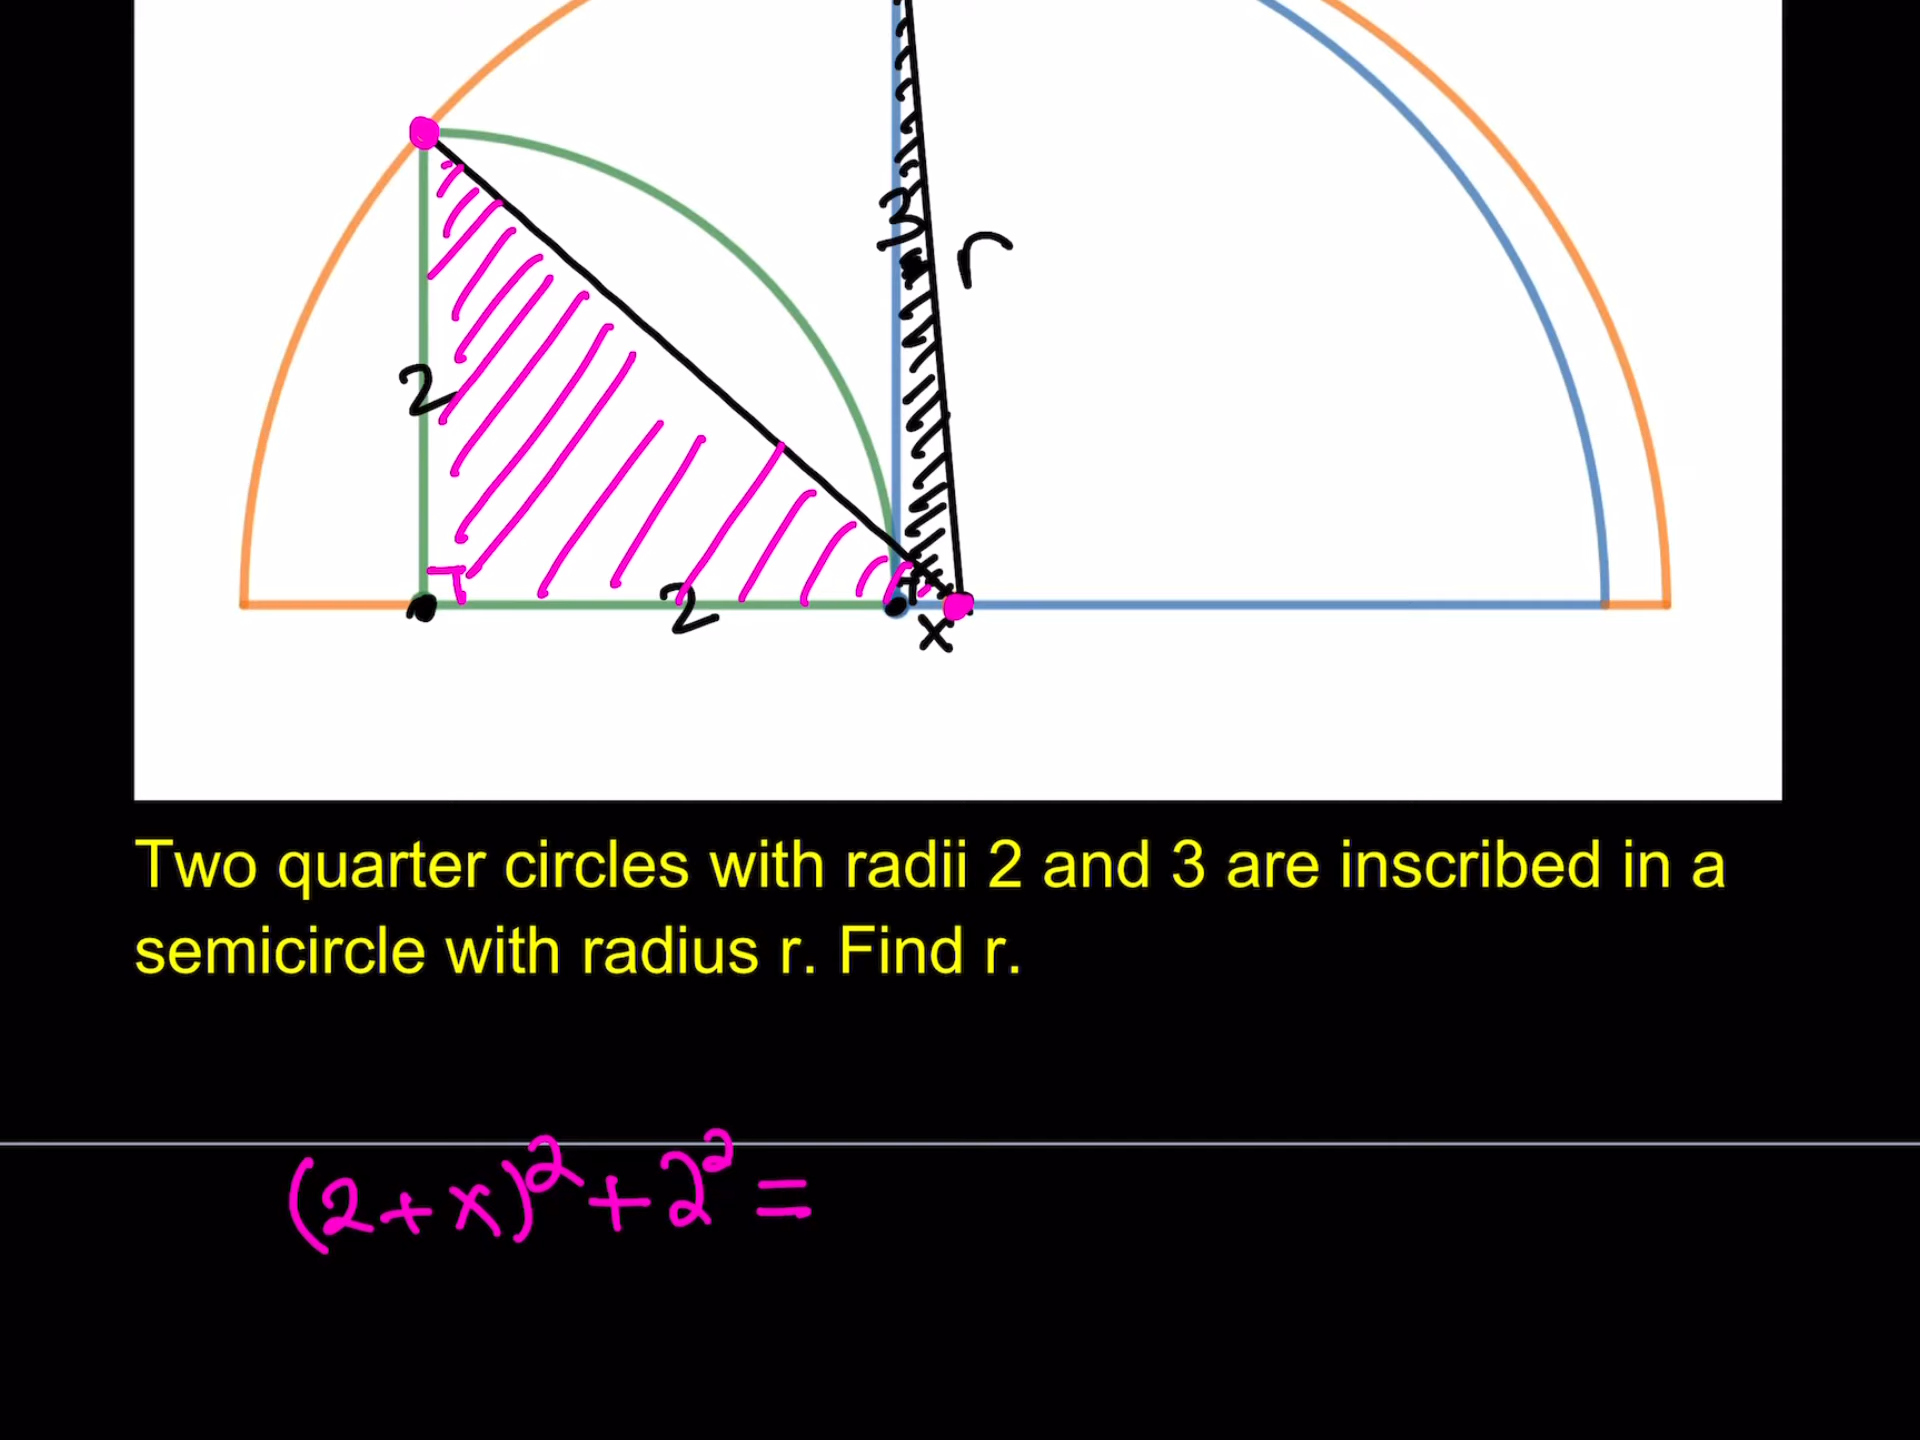 3
r
2
2
x
Two quarter circles with radii 2 and 3 are inscribed in a
semicircle with radius r. Find r.
(2+x)²+2²=